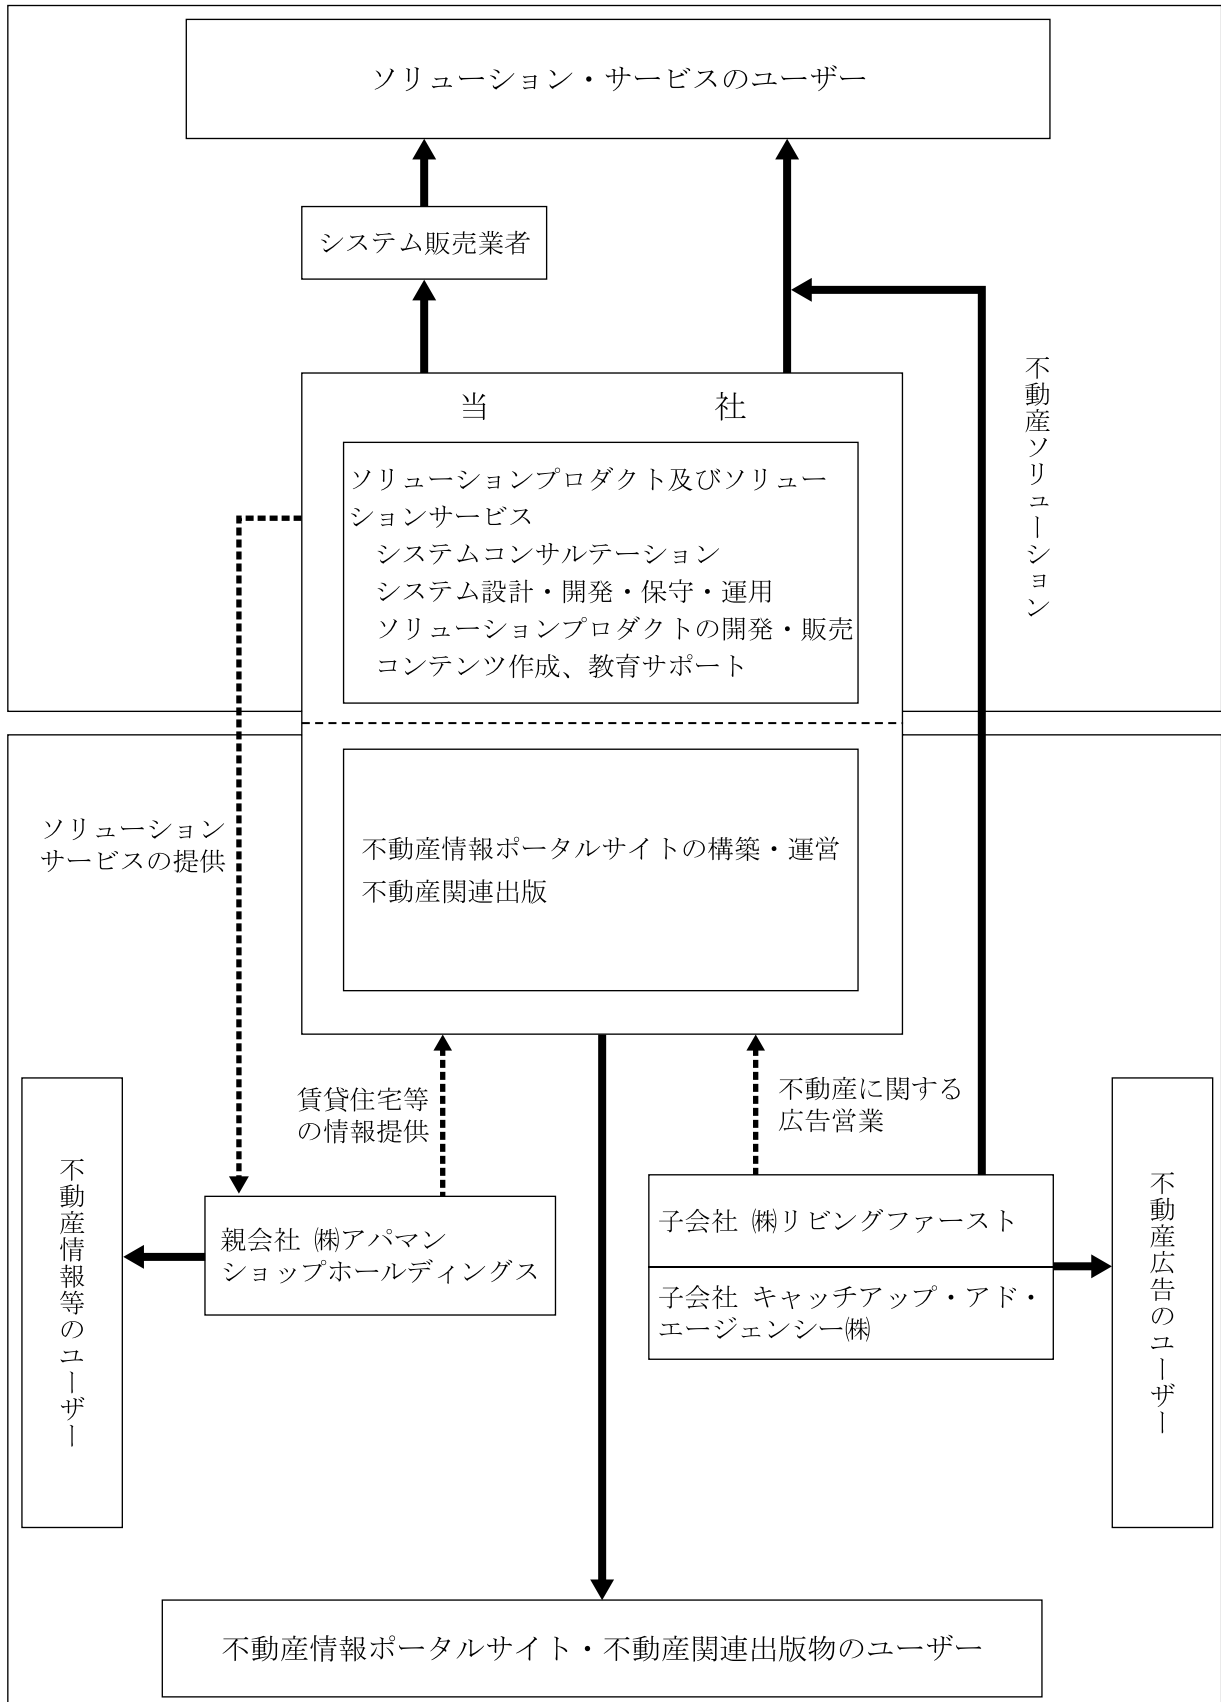 ソリューション・サービスのユーザー
システム販売業者
当 社
ソリューションプロダクト及びソリュー
ションサービス
システムコンサルテーション
システム設計・開発・保守・運用
ソリューションプロダクトの開発・販売
コンテンツ作成、教育サポート
不動産ソリューション
ソリューション
サービスの提供
不動産情報ポータルサイトの構築・運営
不動産関連出版
賃貸住宅等
の情報提供
不動産に関する
広告営業
不動産情報等のユーザー
親会社 ㈱アパマン
ショップホールディングス
子会社 ㈱リビングファースト
子会社 キャッチアップ・アド・
エージェンシー㈱
不動産広告のユーザー
不動産情報ポータルサイト・不動産関連出版物のユーザー